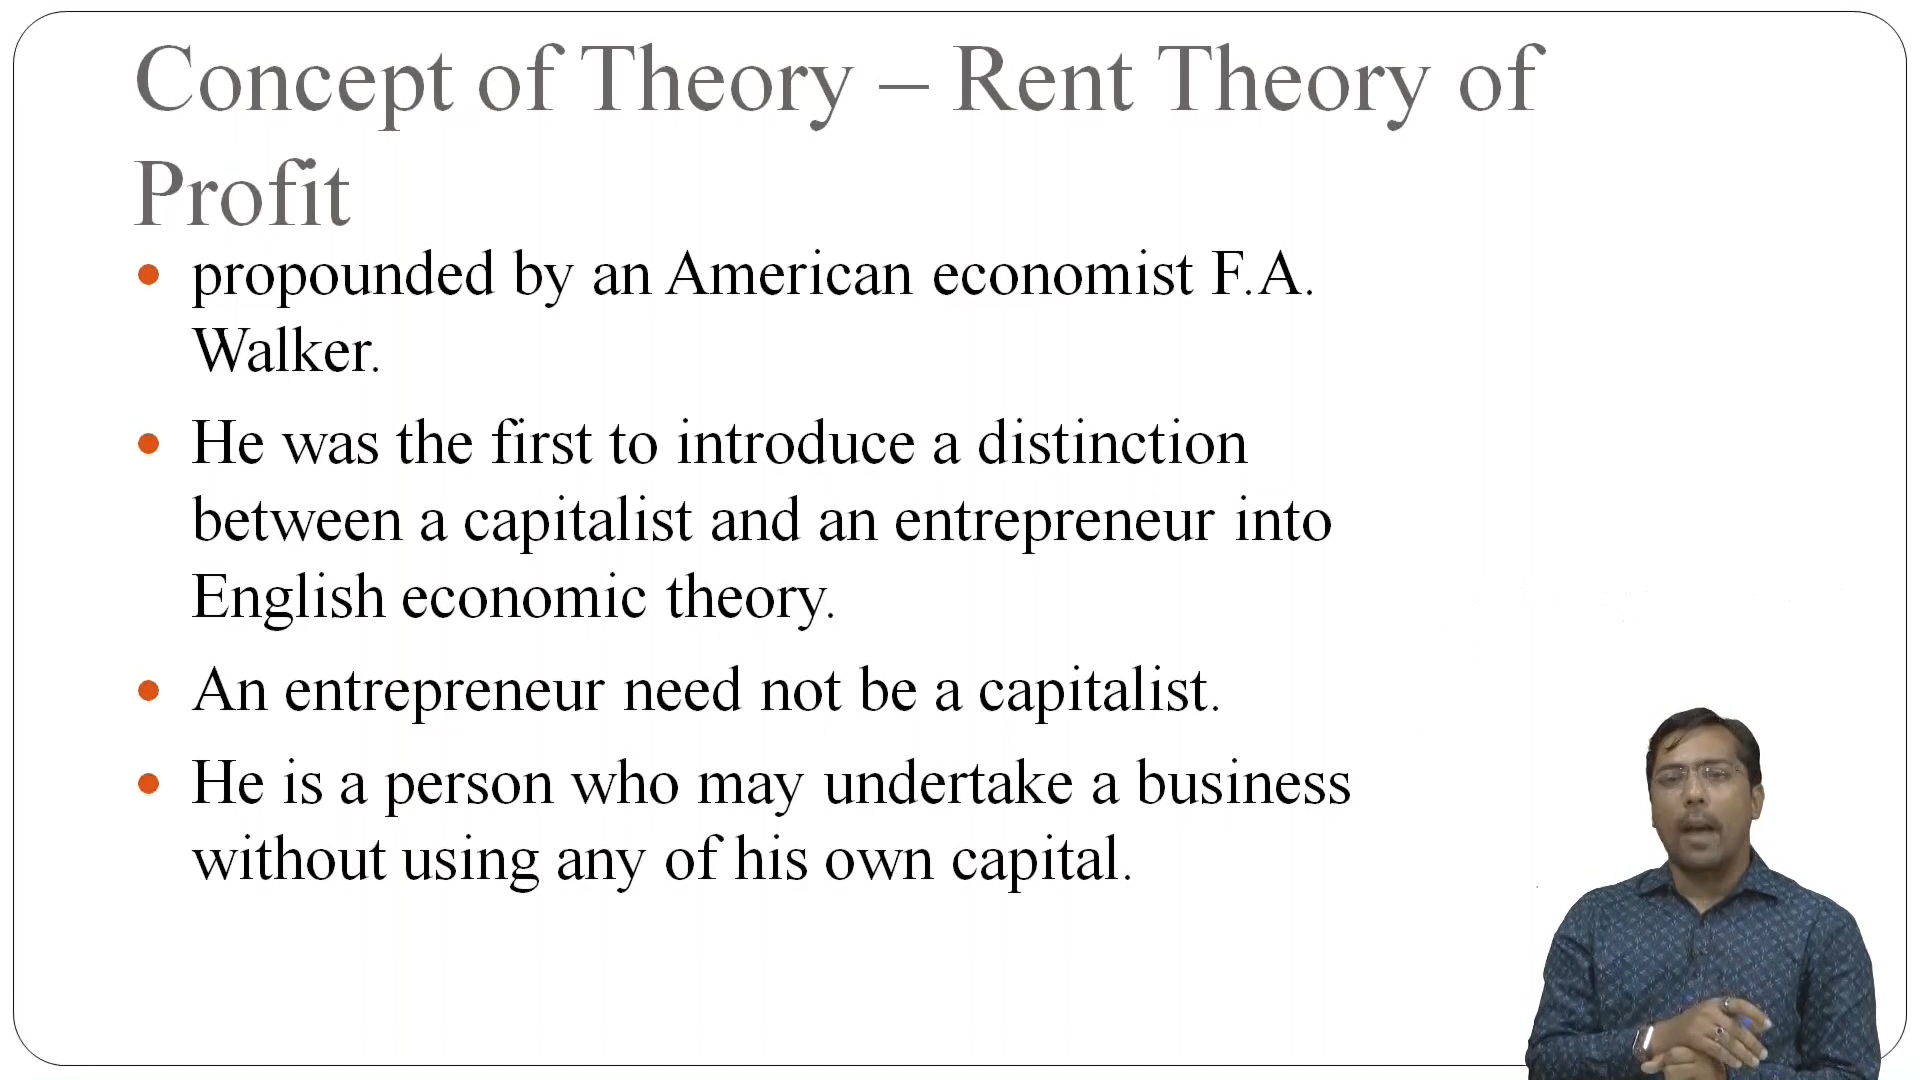 Concept of Theory – Rent Theory of
Profit
• propounded by an American economist F.A.
Walker.
• He was the first to introduce a distinction
between a capitalist and an entrepreneur into
English economic theory.
• An entrepreneur need not be a capitalist.
• He is a person who may undertake a business
without using any of his own capital.